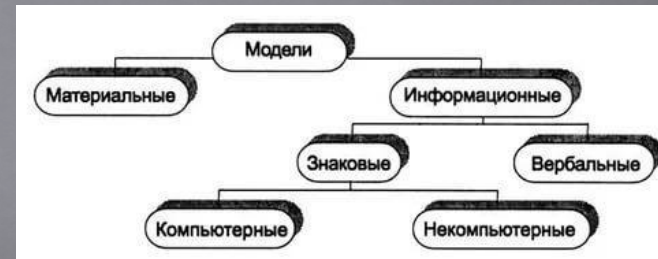 Модели
Материальные
Информационные
Знаковые
Вербальные
Компьютерные
Некомпьютерные